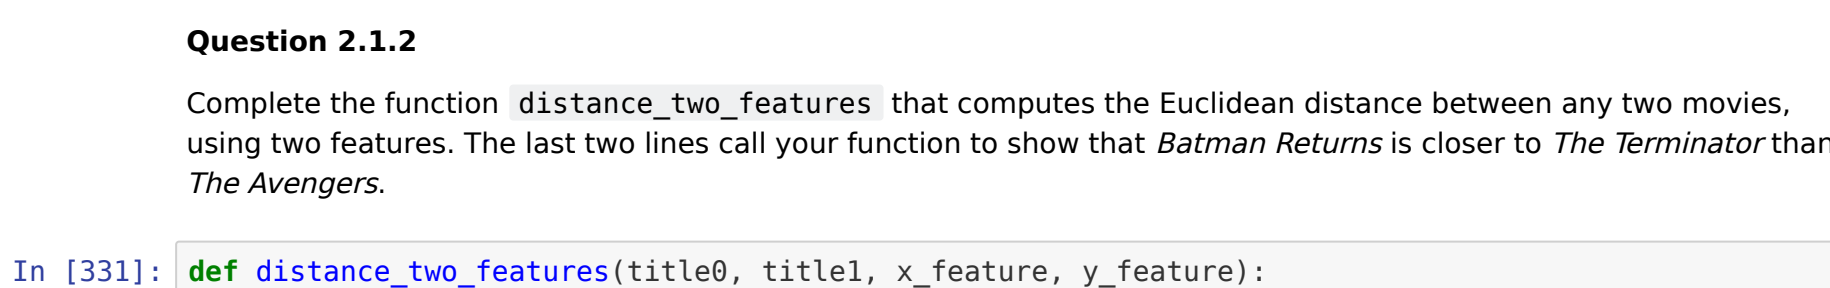 Question 2.1.2
Complete the function distance_two_features that computes the Euclidean distance between any two movies,
using two features. The last two lines call your function to show that Batman Returns is closer to The Terminator than
The Avengers.
In [331]: def distance_two_features(title0, title1, x_feature, y_feature):